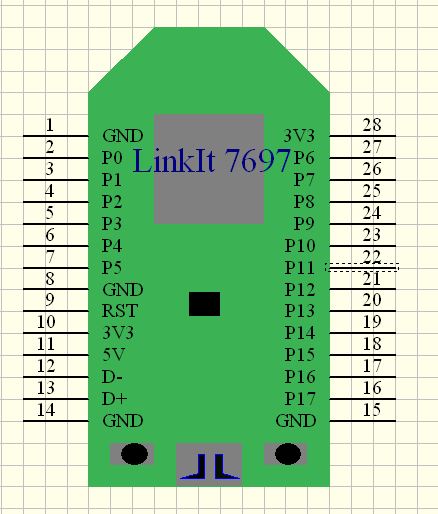 1 GND 3V3 28
2 P0 LinkIt 7697 P6 27
3 P1 P7 26
4 P2 P8 25
5 P3 P9 24
6 P4 P10 23
7 P5 P11 22
8 GND P12 21
9 RST P13 20
10 3V3 P14 19
11 5V P15 18
12 D- P16 17
13 D+ P17 16
14 GND GND 15